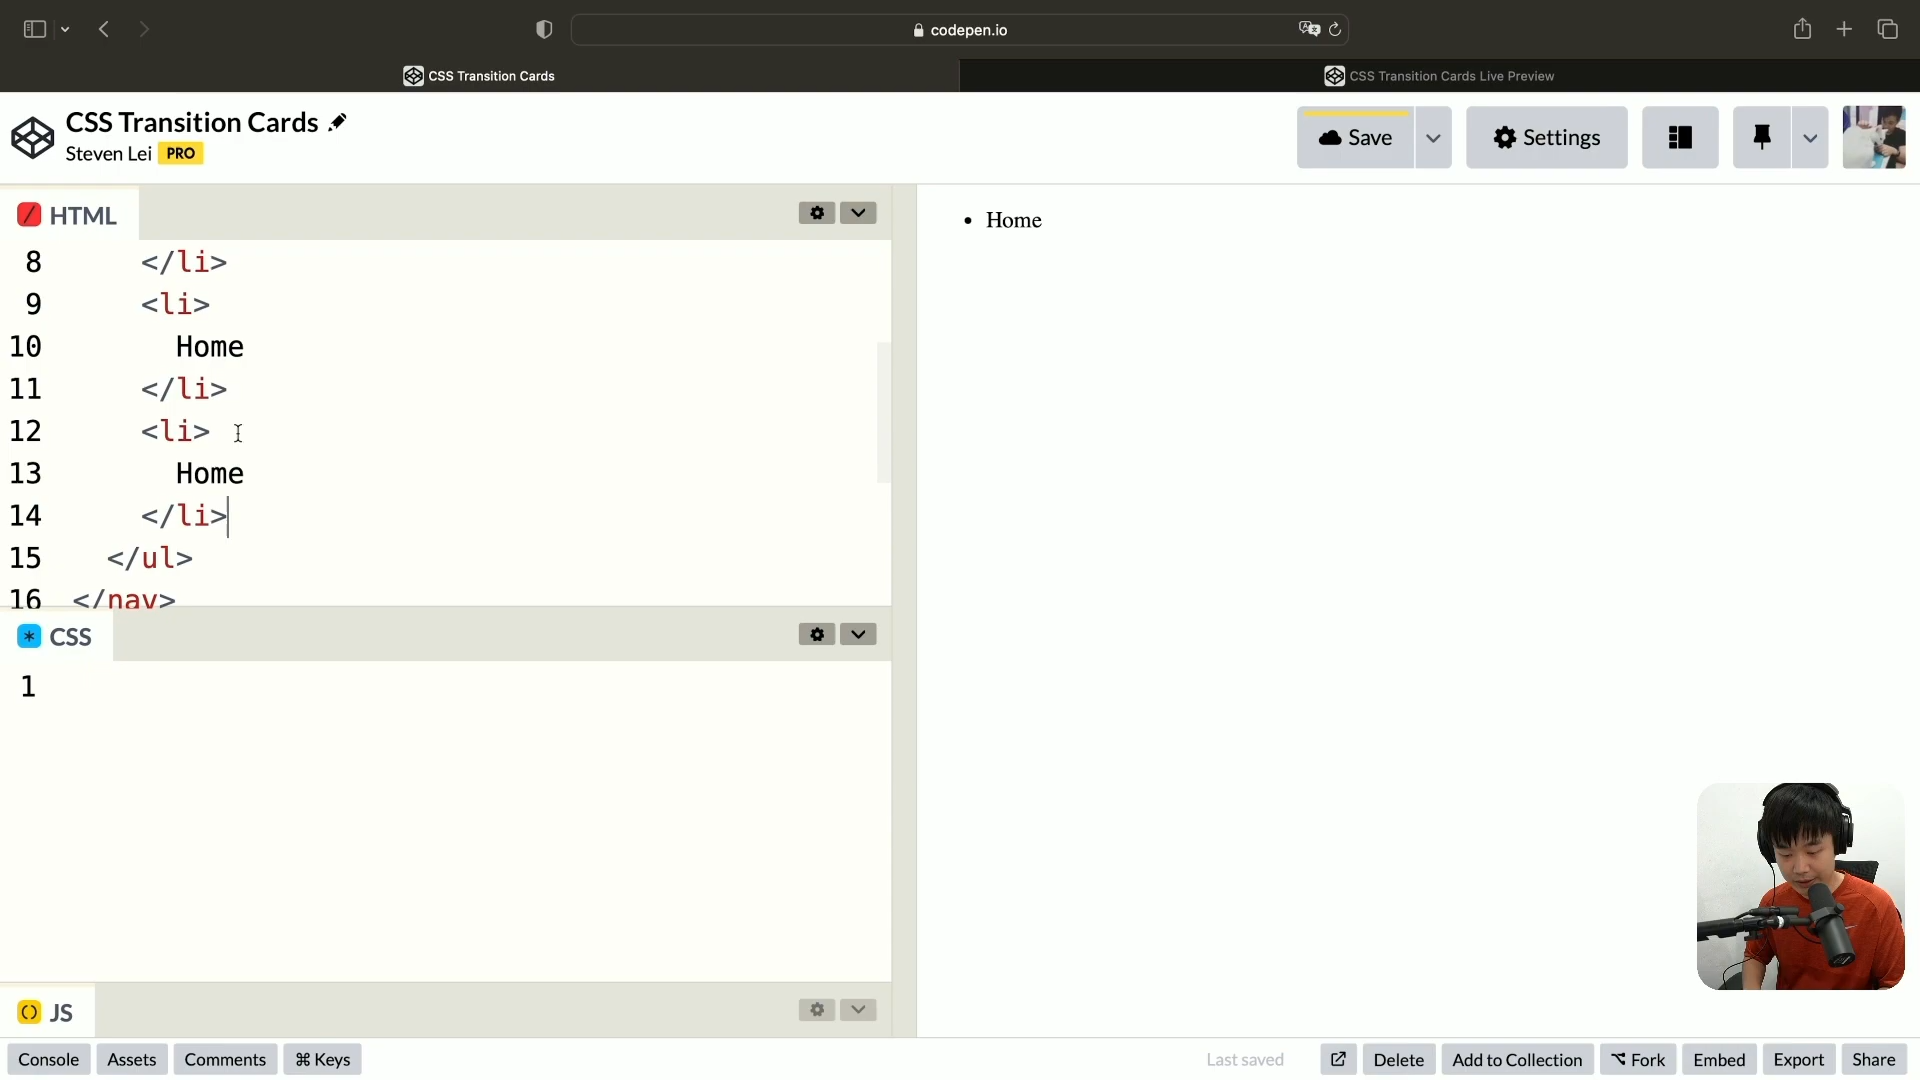 codepen.io
CSS Transition Cards
CSS Transition Cards Live Preview
CSS Transition Cards
Steven Lei PRO
Save
Settings
HTML
8 </li>
9 <li>
10 Home
11 </li>
12 <li>
13 Home
14 </li>
15 </ul>
16 </nav>
• Home
CSS
1
JS
Console
Assets
Comments
⌘ Keys
Last saved
Delete
Add to Collection
Fork
Embed
Export
Share